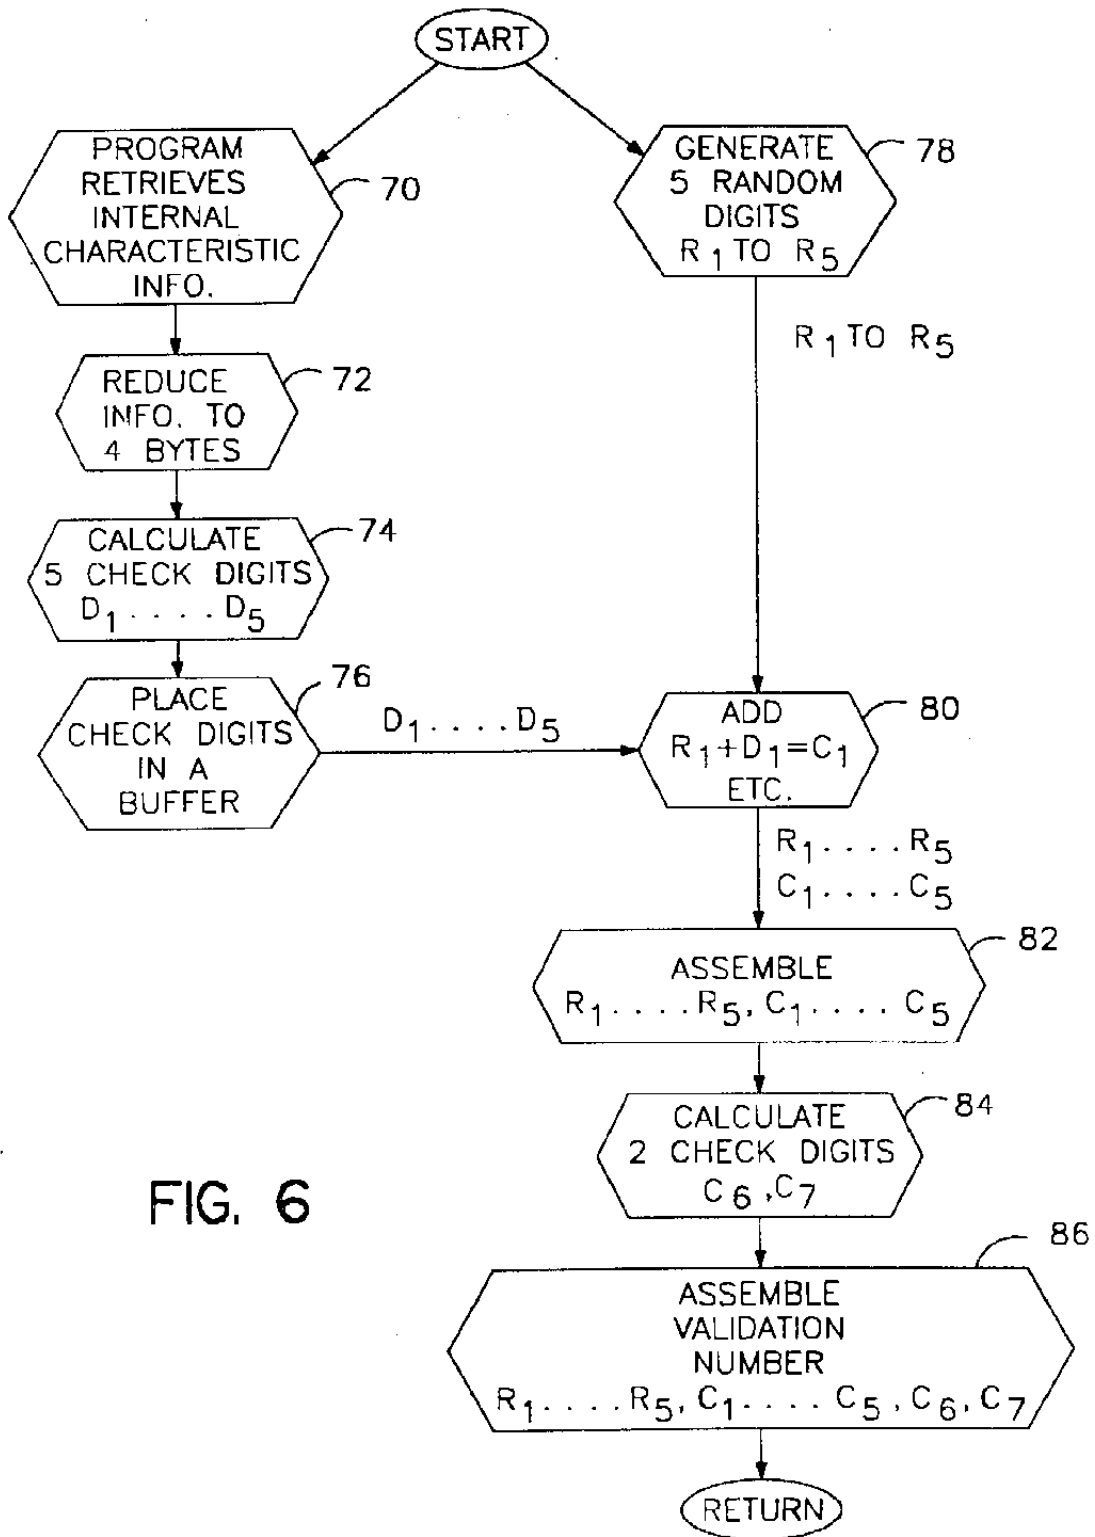 START
PROGRAM
RETRIEVES
INTERNAL
CHARACTERISTIC
INFO.
70
GENERATE
5 RANDOM
DIGITS
R1 TO R5
78
R1 TO R5
REDUCE
INFO. TO
4 BYTES
72
CALCULATE
5 CHECK DIGITS
D1 . . . . D5
74
PLACE
CHECK DIGITS
IN A
BUFFER
76
D1 . . . . D5
ADD
R1+D1=C1
ETC.
80
R1 . . . . R5
C1 . . . . C5
ASSEMBLE
R1 . . . . R5, C1 . . . . C5
82
CALCULATE
2 CHECK DIGITS
C6 ,C7
84
FIG. 6
ASSEMBLE
VALIDATION
NUMBER
R1 . . . . R5, C1 . . . . C5 , C6, C7
86
RETURN